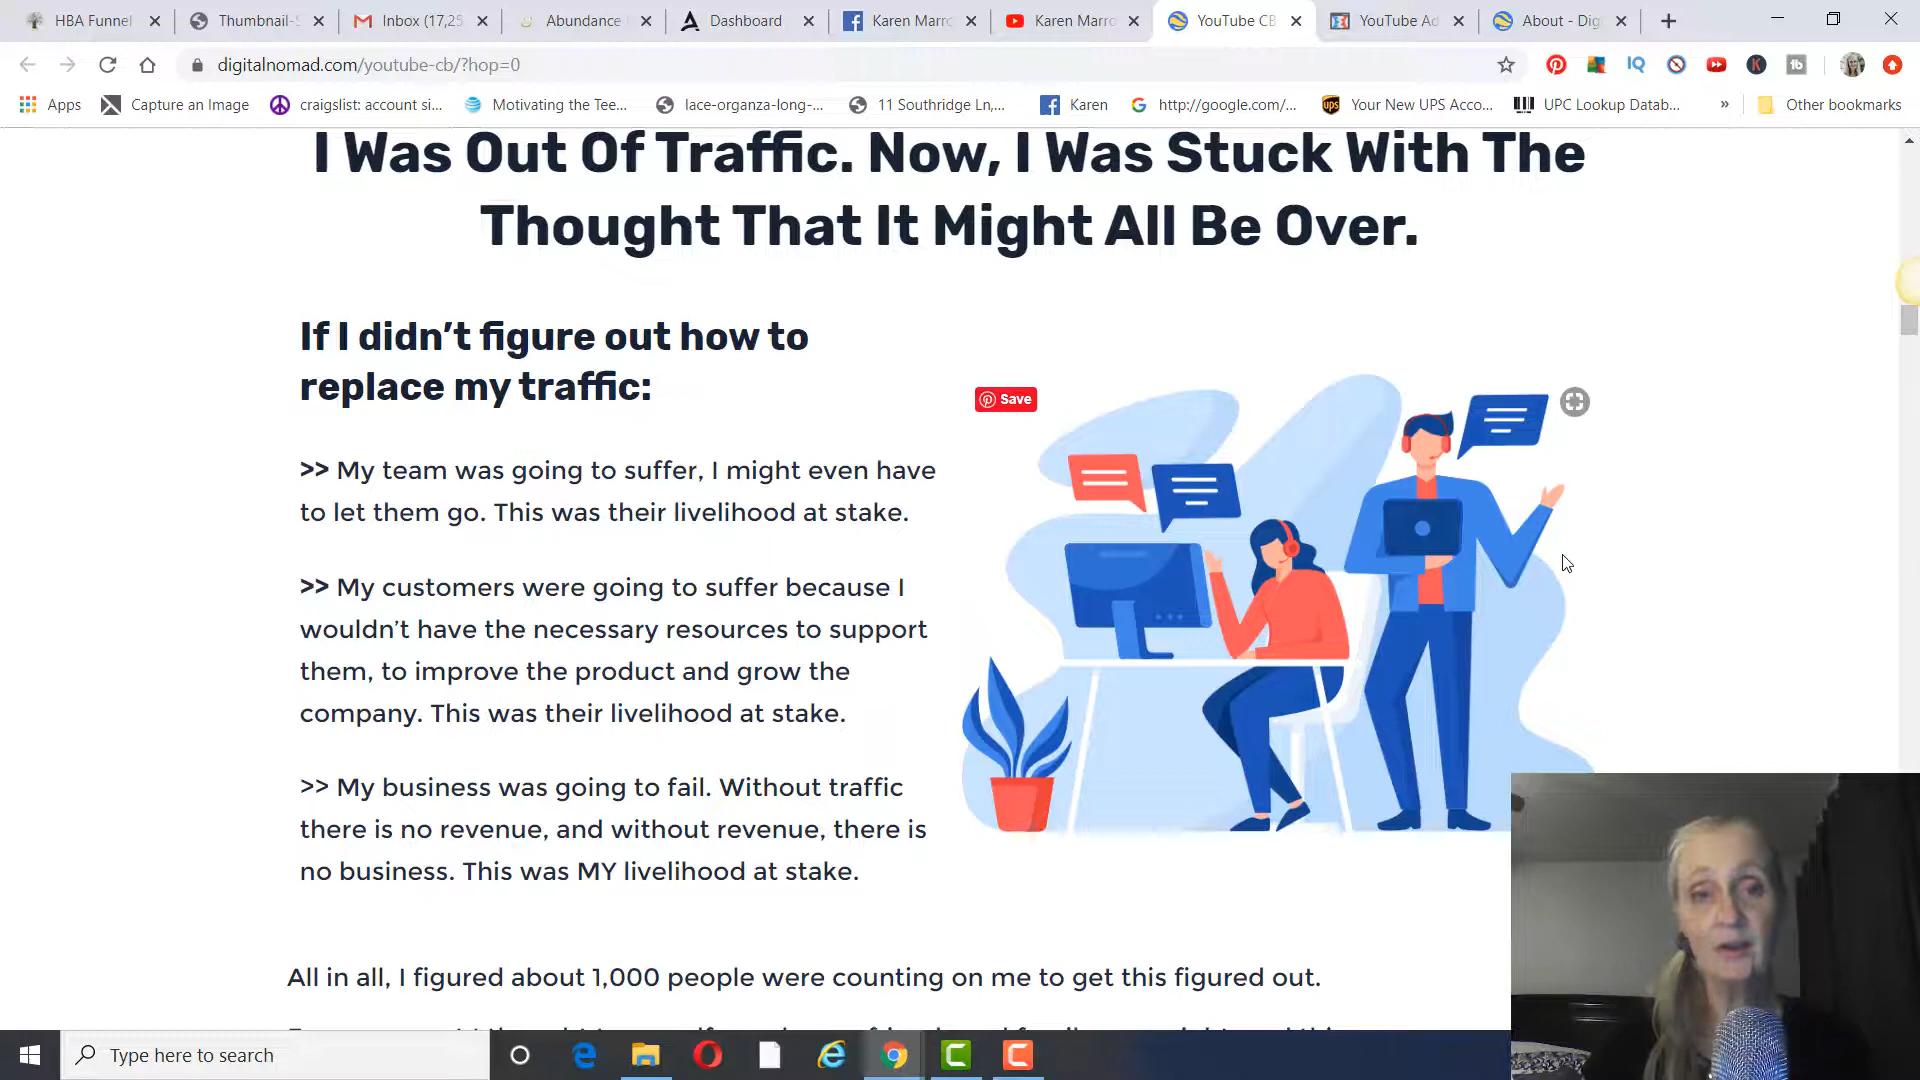 HBA Funnel
Thumbnail-S
Inbox (17,25
Abundance
Dashboard
Karen Marro
Karen Marro
YouTube CB
YouTube Ad
About - Dig
digitalnomad.com/youtube-cb/?hop=0
Apps
Capture an Image
craigslist: account si...
Motivating the Tee...
lace-organza-long-...
11 Southridge Ln,...
Karen
http://google.com/...
Your New UPS Acco...
UPC Lookup Datab...
»
Other bookmarks
I Was Out Of Traffic. Now, I Was Stuck With The
Thought That It Might All Be Over.
If I didn’t figure out how to
replace my traffic:
Save
>> My team was going to suffer, I might even have
to let them go. This was their livelihood at stake.
>> My customers were going to suffer because I
wouldn’t have the necessary resources to support
them, to improve the product and grow the
company. This was their livelihood at stake.
>> My business was going to fail. Without traffic
there is no revenue, and without revenue, there is
no business. This was MY livelihood at stake.
All in all, I figured about 1,000 people were counting on me to get this figured out.
Type here to search